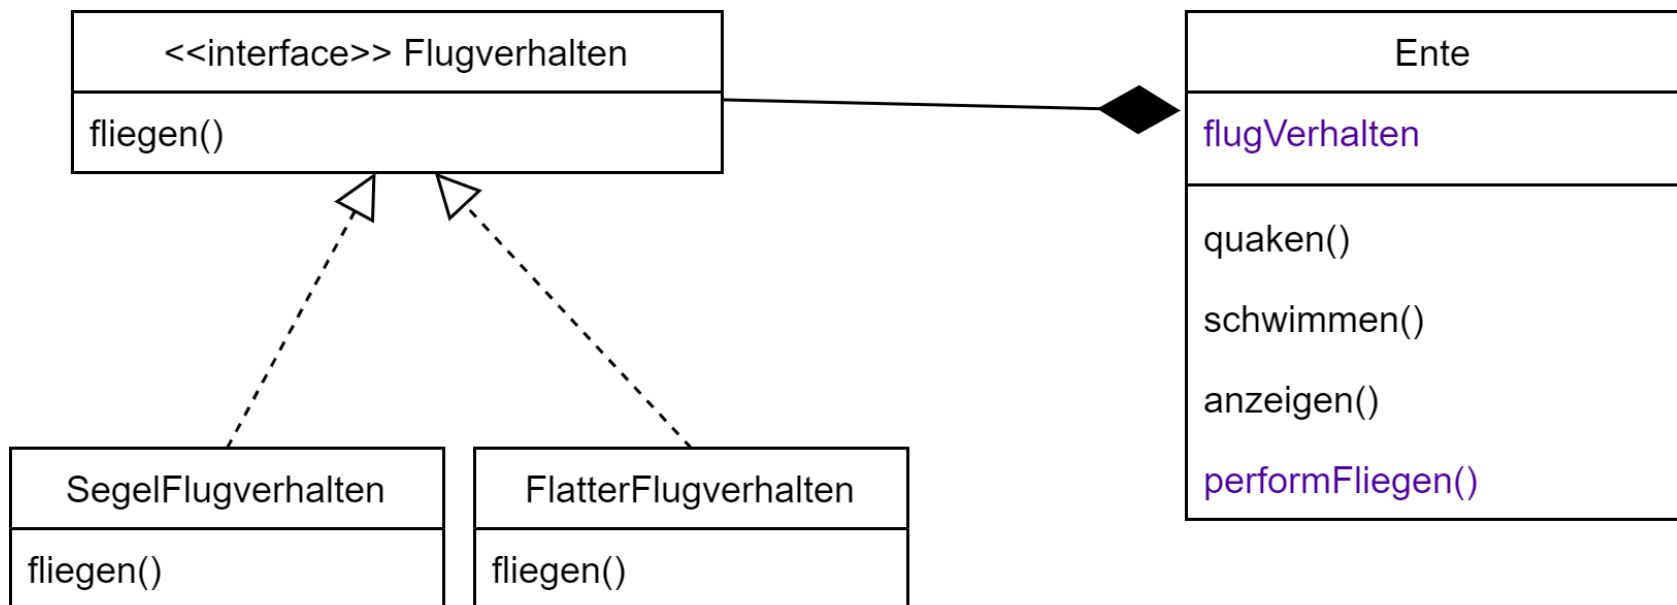 <<interface>> Flugverhalten
fliegen()
Ente
flugVerhalten
quaken()
schwimmen()
anzeigen()
performFliegen()
SegelFlugverhalten
fliegen()
FlatterFlugverhalten
fliegen()